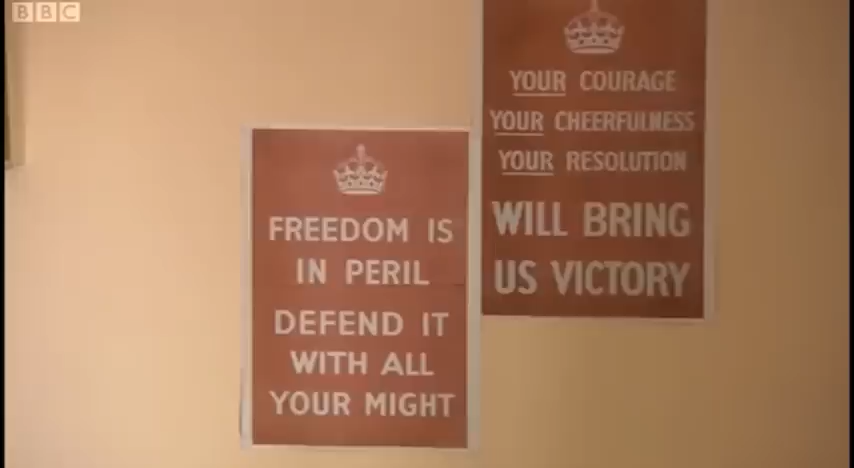 BBC
FREEDOM IS
IN PERIL
DEFEND IT
WITH ALL
YOUR MIGHT
YOUR COURAGE
YOUR CHEERFULNESS
YOUR RESOLUTION
WILL BRING
US VICTORY